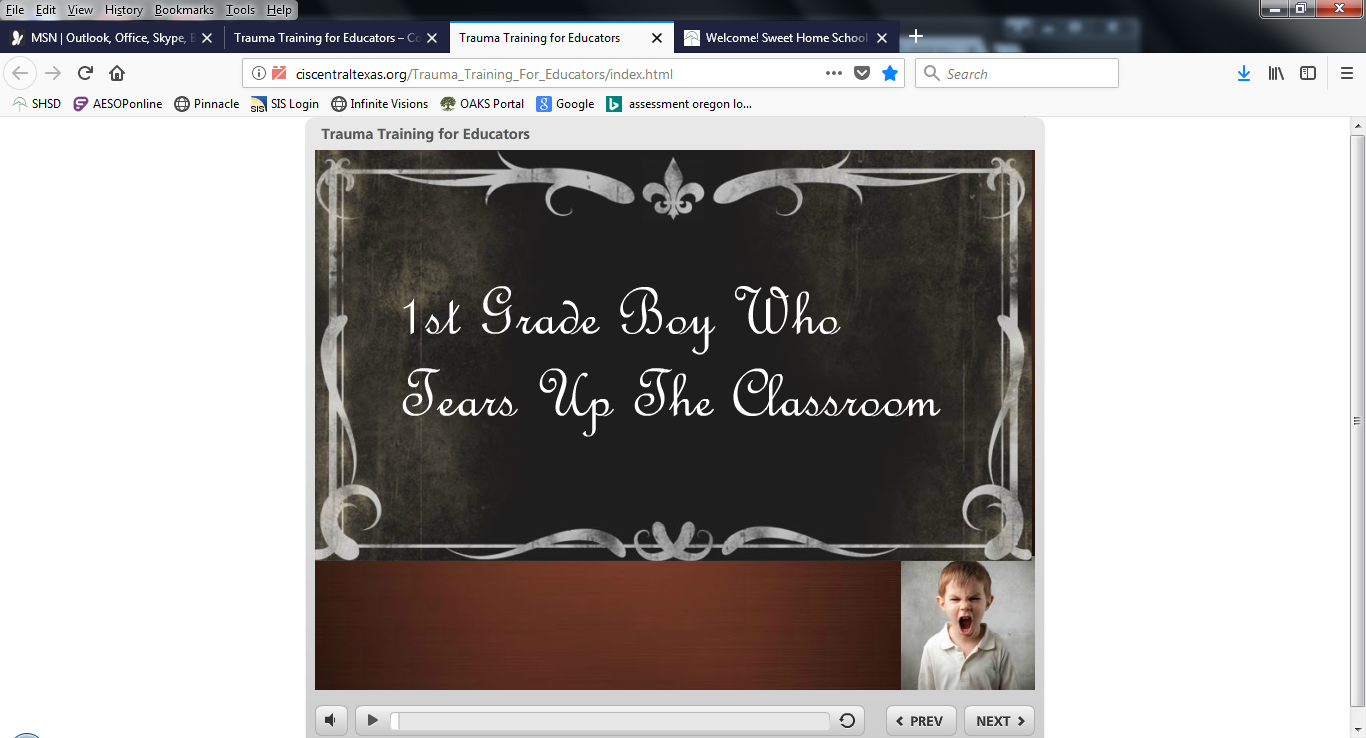 File Edit View History Bookmarks Tools Help
MSN | Outlook, Office, Skype,
Trauma Training for Educators – Co
Trauma Training for Educators
Welcome! Sweet Home School
ciscentraltexas.org/Trauma_Training_For_Educators/index.html
Search
SHSD AESOPonline Pinnacle SIS Login Infinite Visions OAKS Portal Google assessment oregon lo...
Trauma Training for Educators
1st Grade Boy Who
Tears Up The Classroom
PREV NEXT